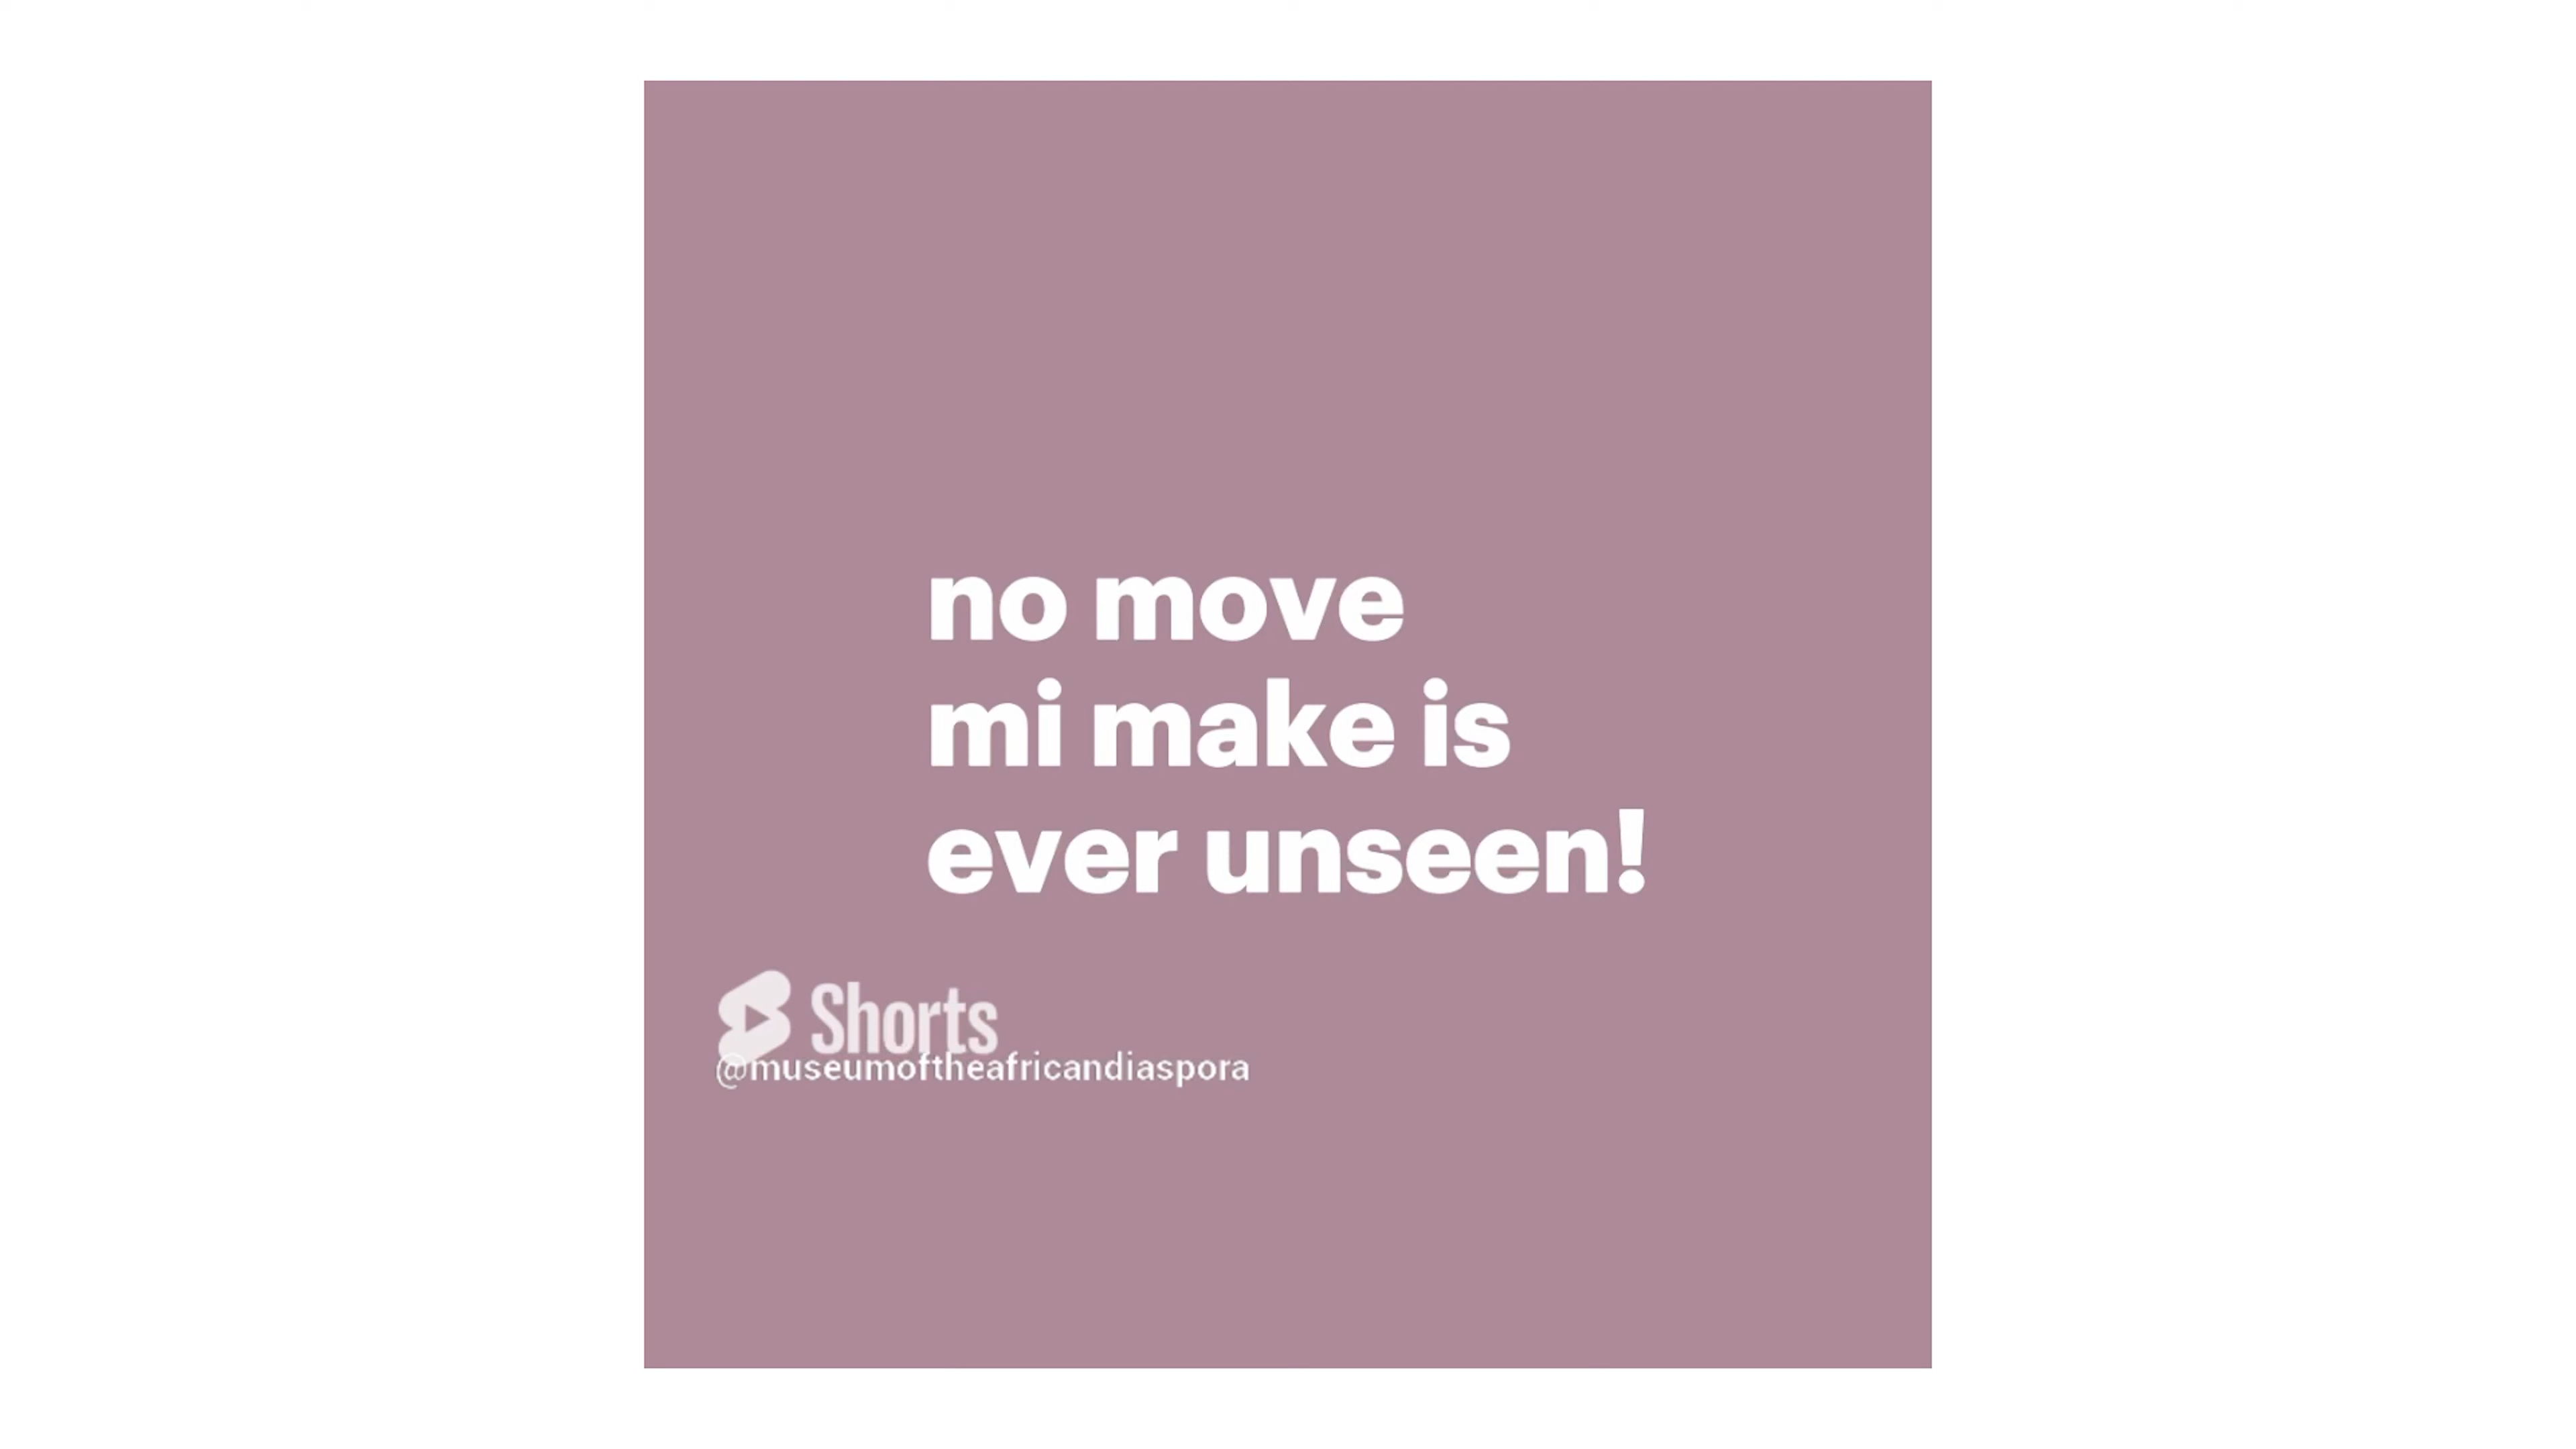 no move
mi make is
ever unseen!
Shorts
@museumoftheafricandiaspora